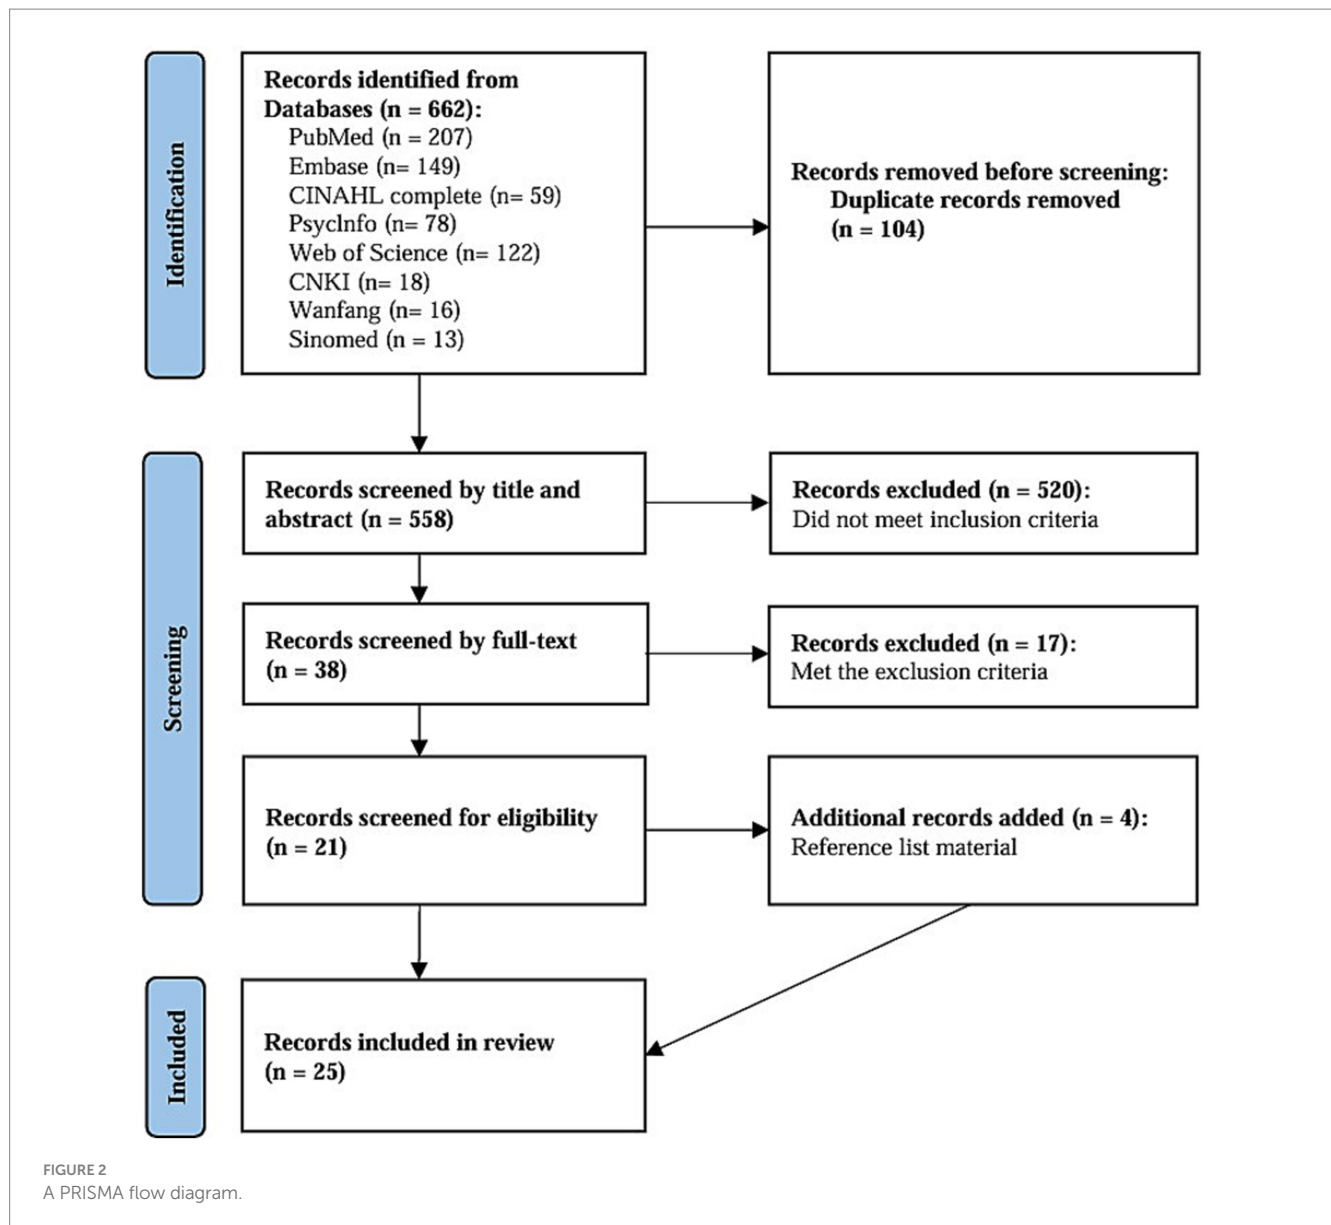 Identification
Records identified from
Databases (n = 662):
PubMed (n = 207)
Embase (n= 149)
CINAHL complete (n= 59)
PsycInfo (n= 78)
Web of Science (n= 122)
CNKI (n= 18)
Wanfang (n= 16)
Sinomed (n = 13)
Records removed before screening:
Duplicate records removed
(n = 104)
Screening
Records screened by title and
abstract (n = 558)
Records excluded (n = 520):
Did not meet inclusion criteria
Records screened by full-text
(n = 38)
Records excluded (n = 17):
Met the exclusion criteria
Records screened for eligibility
(n = 21)
Additional records added (n = 4):
Reference list material
Included
Records included in review
(n = 25)
FIGURE 2
A PRISMA flow diagram.